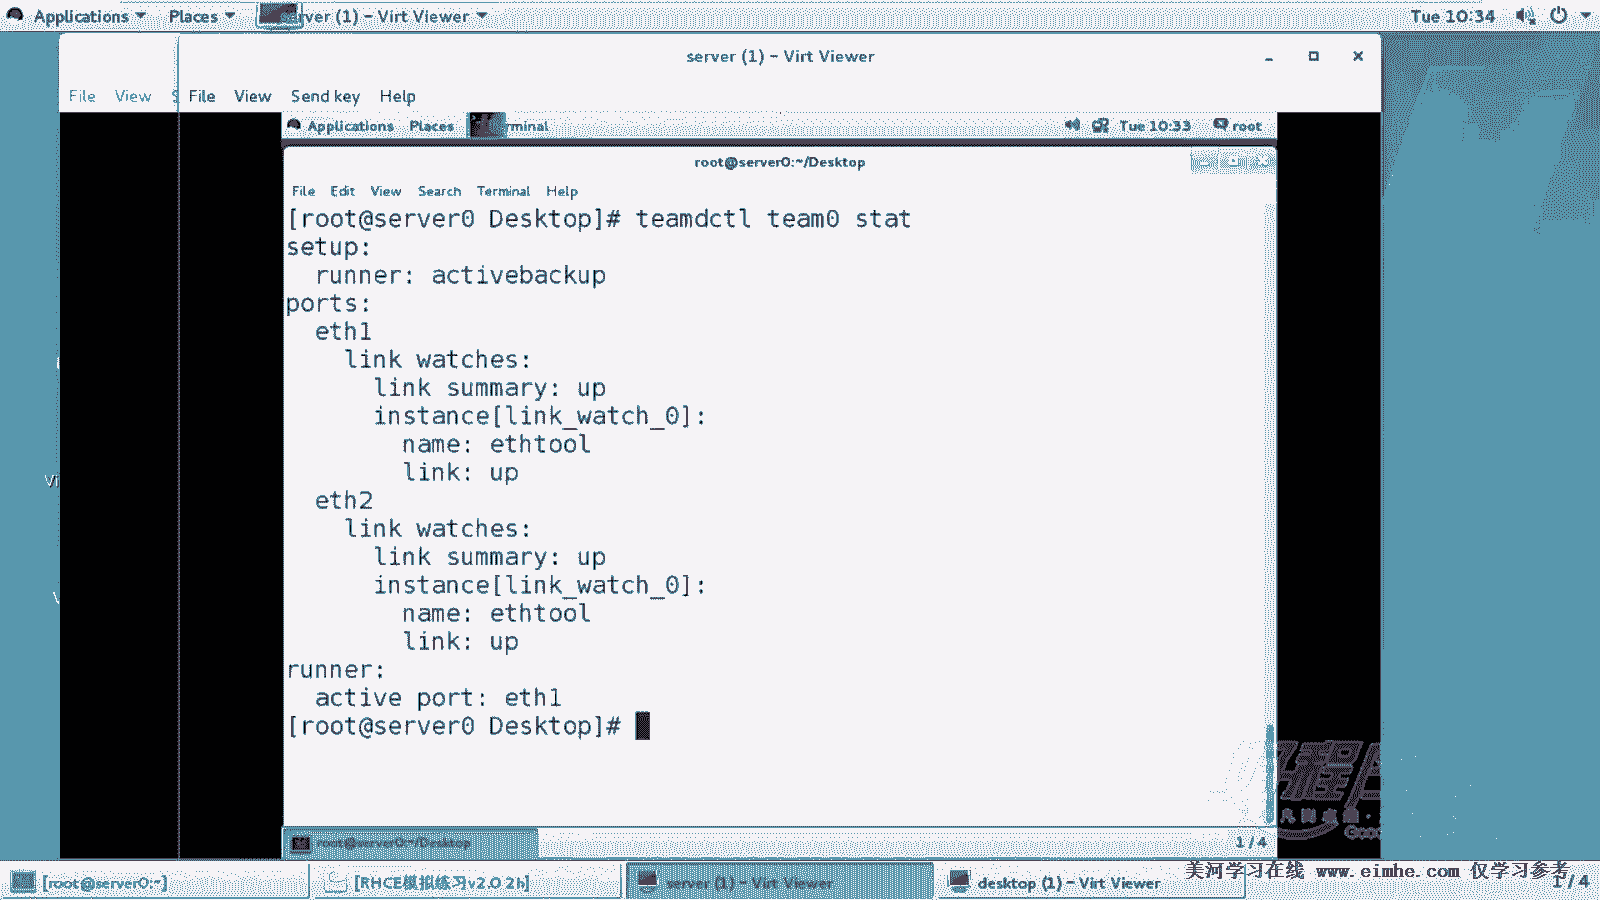 Applications Places server (1) – Virt Viewer Tue 10:34
server (1) – Virt Viewer
File View File View Send key Help
Applications Places Tue 10:33 root
root@server0:~/Desktop
File Edit View Search Terminal Help
[root@server0 Desktop]# teamdctl team0 stat
setup:
runner: activebackup
ports:
eth1
link watches:
link summary: up
instance[link_watch_0]:
name: ethtool
link: up
eth2
link watches:
link summary: up
instance[link_watch_0]:
name: ethtool
link: up
runner:
active port: eth1
[root@server0 Desktop]#
root@server0:~/Desktop 1 / 4
美河学习在线 www.eimhe.com 仅学习参考
[root@server0:~] [RHCE模拟练习v2.0 2h] server (1) – Virt Viewer desktop (1) – Virt Viewer 1 / 4